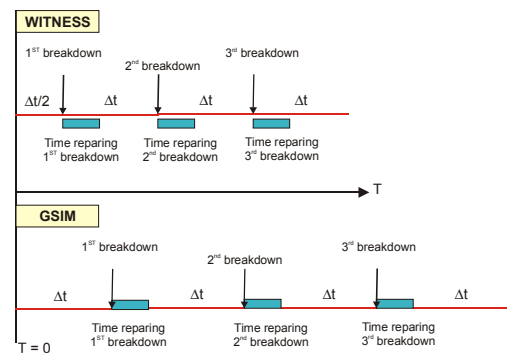 WITNESS
1ST breakdown
2nd breakdown
3rd breakdown
Δt/2
Δt
Δt
Δt
Time reparing
1ST breakdown
Time reparing
2nd breakdown
Time reparing
3rd breakdown
T
GSIM
1ST breakdown
2nd breakdown
3rd breakdown
Δt
Δt
Δt
Δt
Time reparing
1ST breakdown
Time reparing
2nd breakdown
Time reparing
3rd breakdown
T = 0